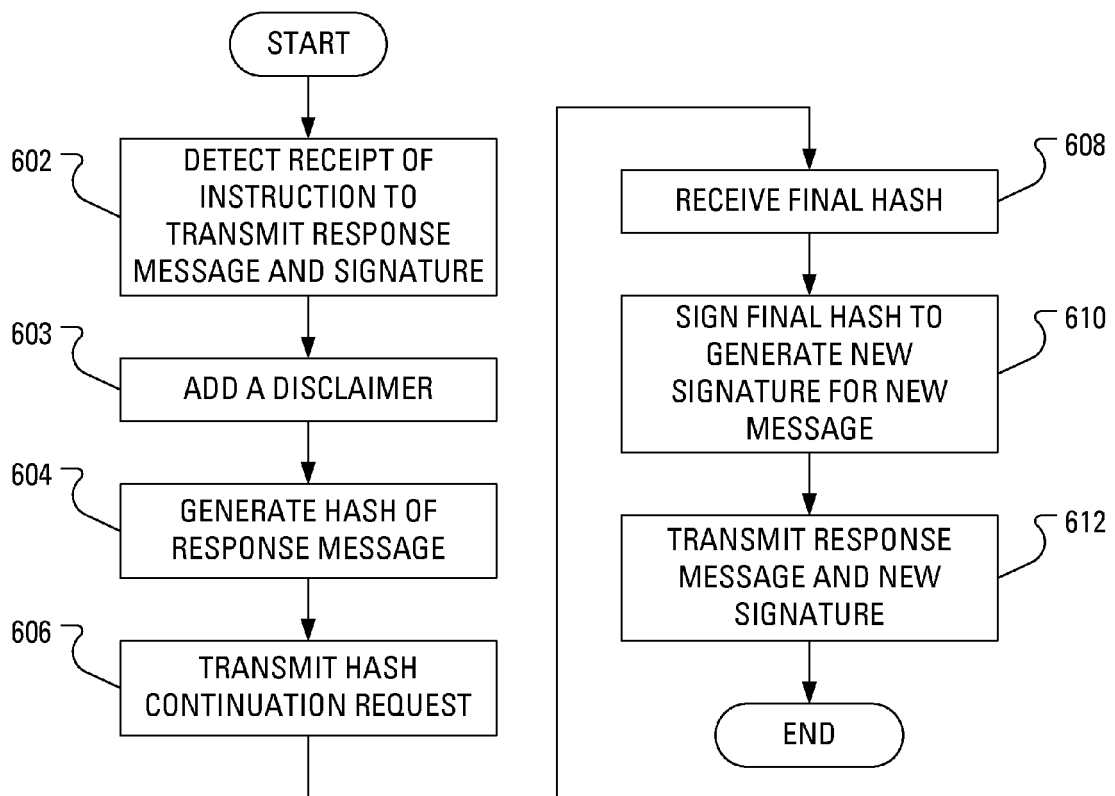 START
602
DETECT RECEIPT OF
INSTRUCTION TO
TRANSMIT RESPONSE
MESSAGE AND SIGNATURE
603
ADD A DISCLAIMER
604
GENERATE HASH OF
RESPONSE MESSAGE
606
TRANSMIT HASH
CONTINUATION REQUEST
608
RECEIVE FINAL HASH
610
SIGN FINAL HASH TO
GENERATE NEW
SIGNATURE FOR NEW
MESSAGE
612
TRANSMIT RESPONSE
MESSAGE AND NEW
SIGNATURE
END